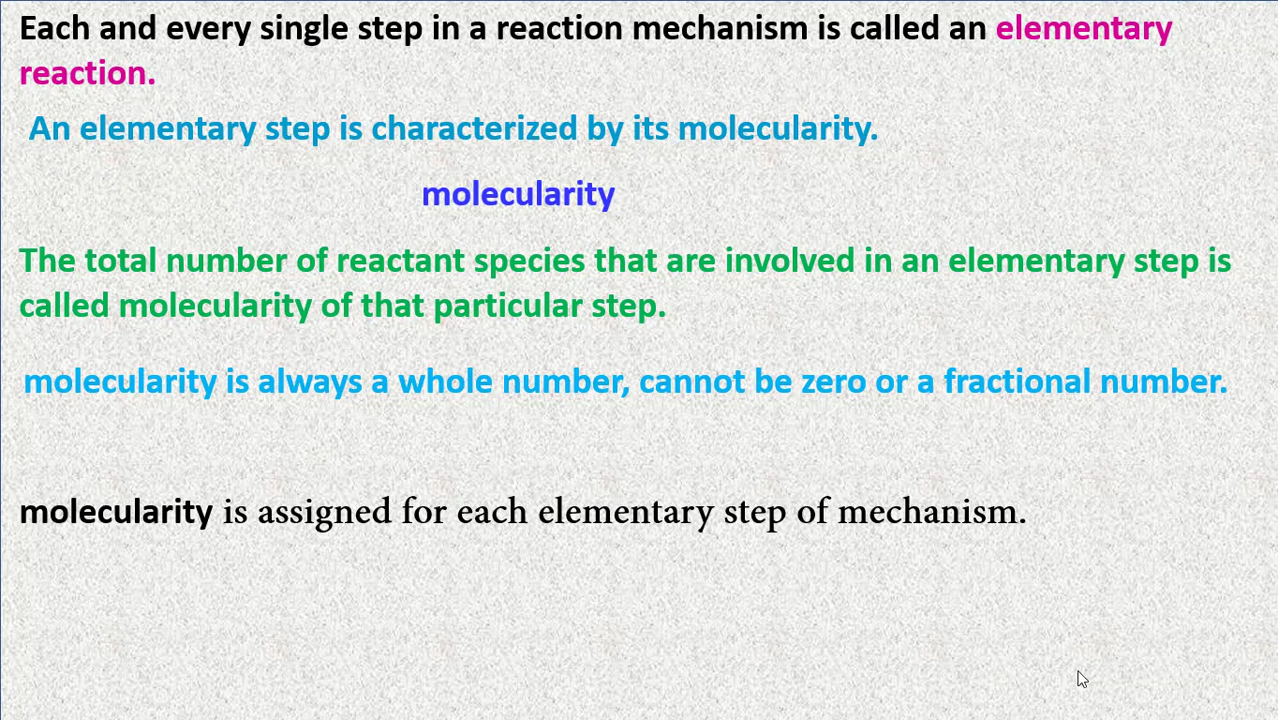 Each and every single step in a reaction mechanism is called an elementary
reaction.
An elementary step is characterized by its molecularity.
molecularity
The total number of reactant species that are involved in an elementary step is
called molecularity of that particular step.
molecularity is always a whole number, cannot be zero or a fractional number.
molecularity is assigned for each elementary step of mechanism.